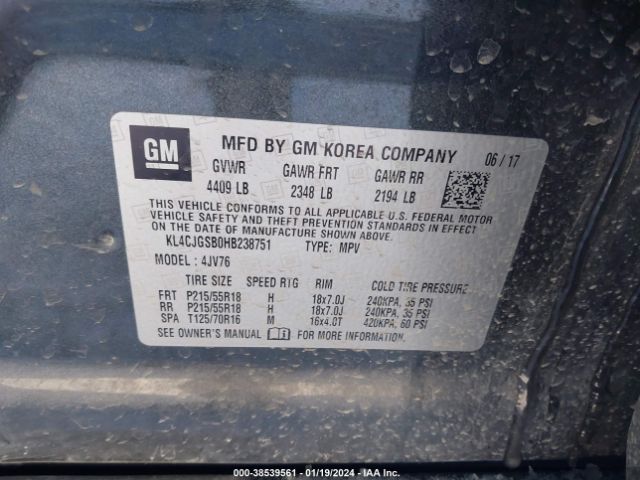 GM
MFD BY GM KOREA COMPANY 06/17
GVWR GAWR FRT GAWR RR
4409 LB 2348 LB 2194 LB
THIS VEHICLE CONFORMS TO ALL APPLICABLE U.S. FEDERAL MOTOR
VEHICLE SAFETY AND THEFT PREVENTION STANDARDS IN EFFECT
ON THE DATE OF MANUFACTURE SHOWN ABOVE.
KL4CJGSB0HB238751 TYPE: MPV
MODEL: 4JV76
TIRE SIZE SPEED RTG RIM COLD TIRE PRESSURE
FRT P215/55R18 H 18x7.0J 240KPA, 35 PSI
RR P215/55R18 H 18x7.0J 240KPA, 35 PSI
SPA T125/70R16 M 16x4.0T 420KPA, 60 PSI
SEE OWNER'S MANUAL FOR MORE INFORMATION.
000-38539561 - 01/19/2024 - IAAI.COM